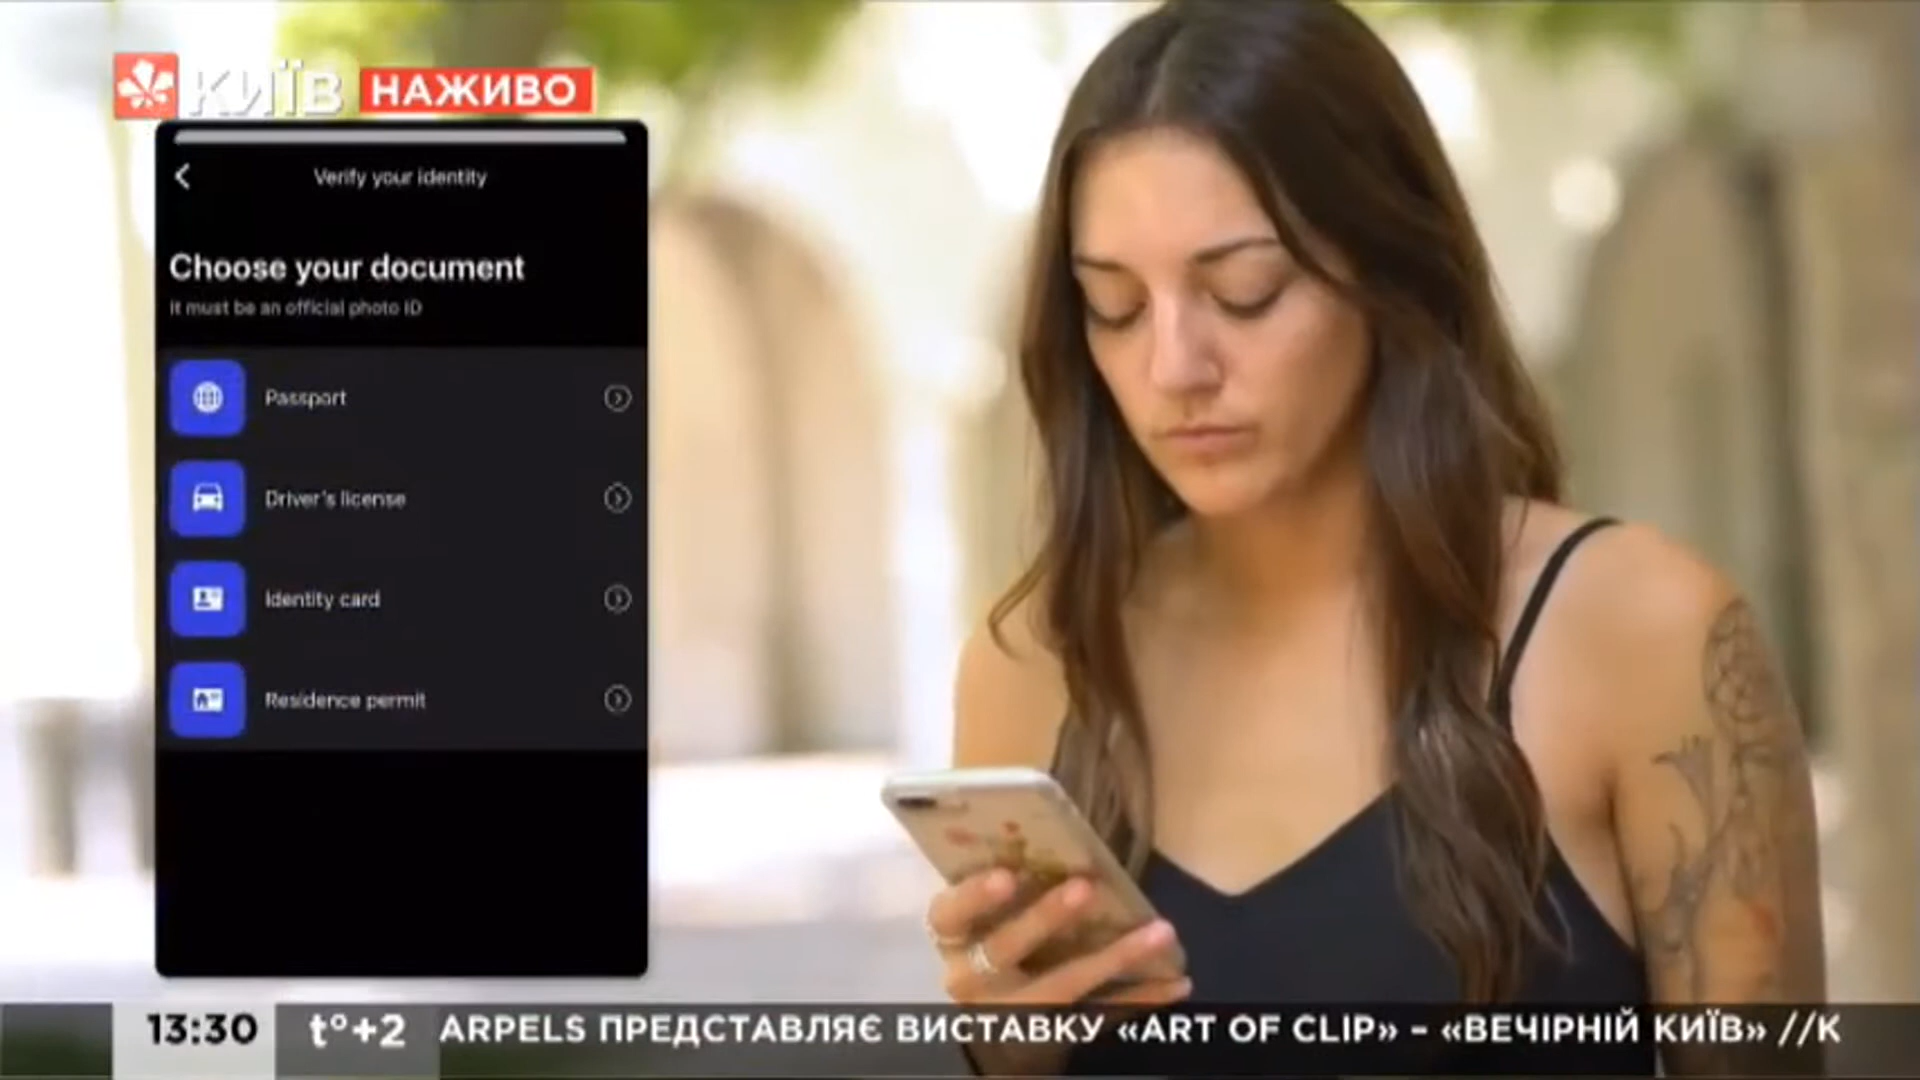 КИЇВ НАЖИВО
Verify your identity
Choose your document
It must be an official photo ID
Passport
Driver's license
Identity card
Residence permit
13:30 t°+2 ARPELS ПРЕДСТАВЛЯЄ ВИСТАВКУ «ART OF CLIP» – «ВЕЧІРНІЙ КИЇВ» //К